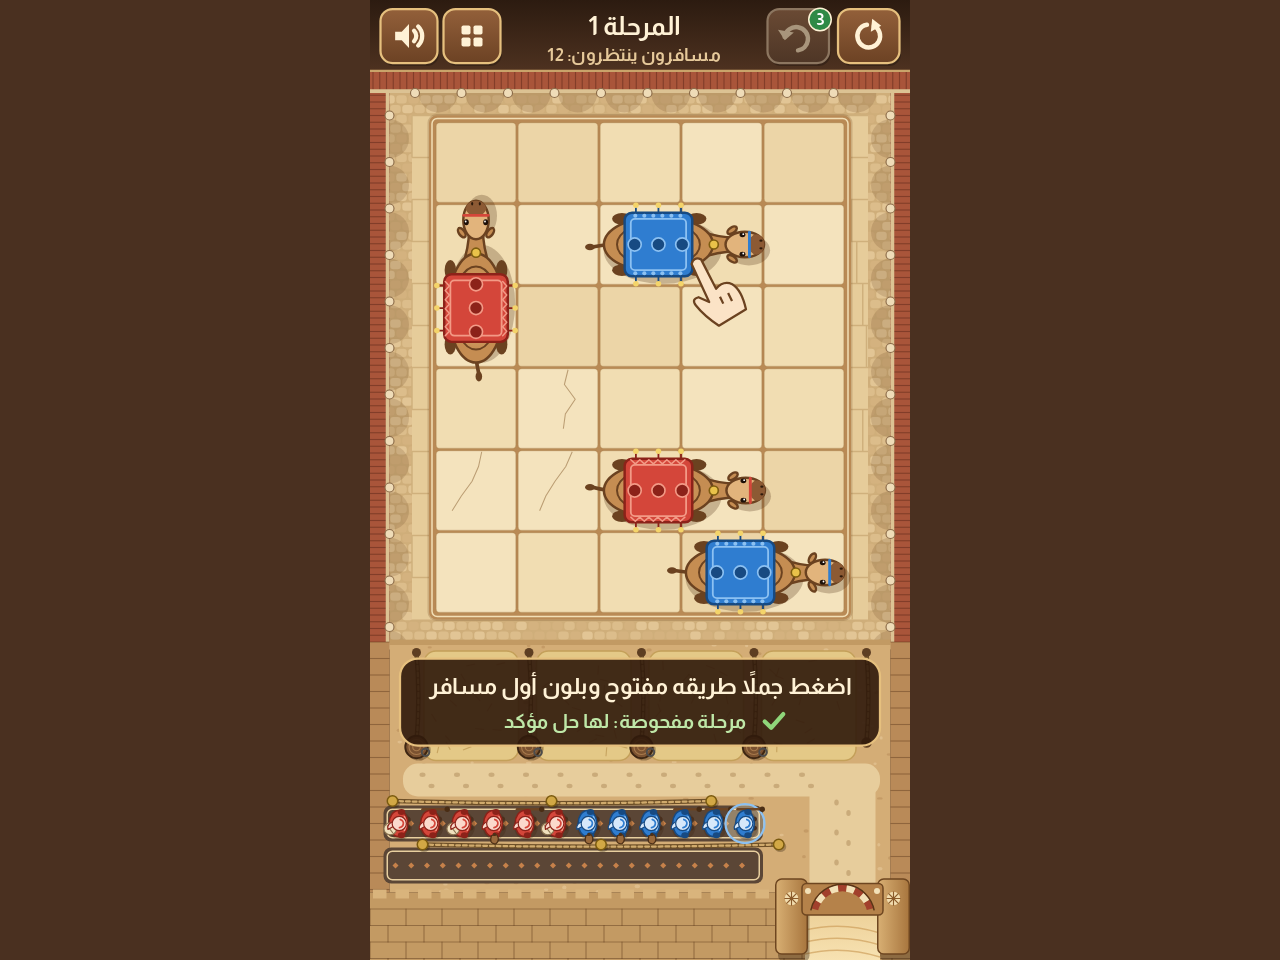 المرحلة 1
مسافرون ينتظرون: 12
3
اضغط جملًا طريقه مفتوح وبلون أول مسافر
مرحلة مفحوصة: لها حل مؤكد